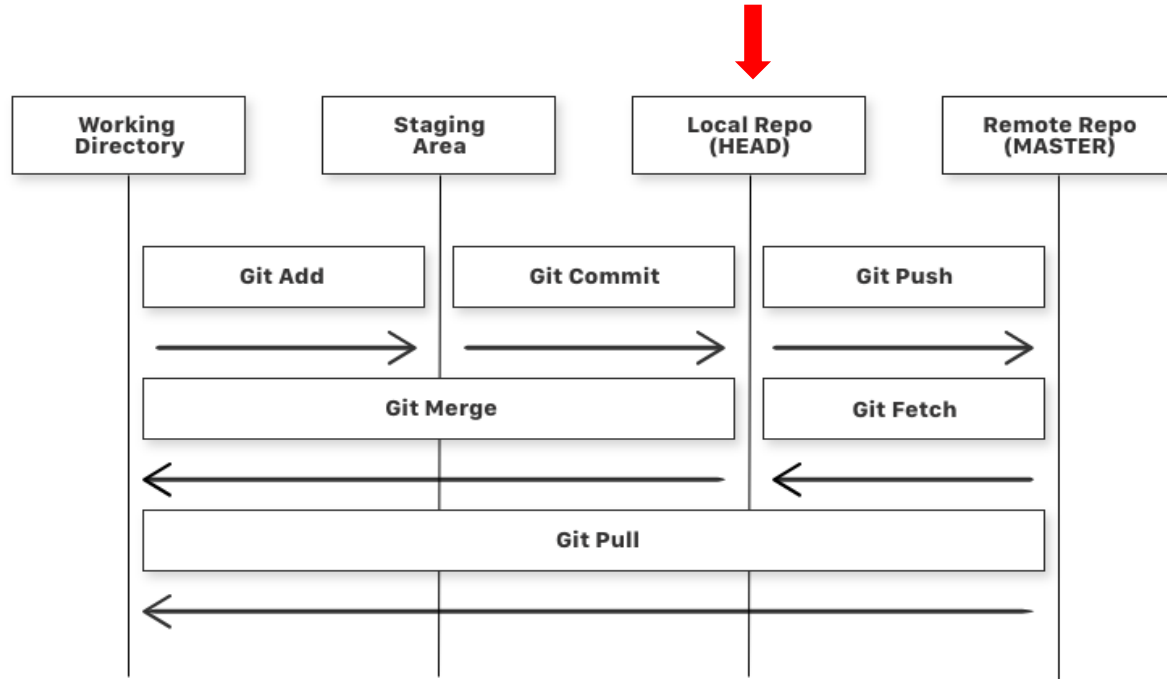 Working
Directory
Staging
Area
Local Repo
(HEAD)
Remote Repo
(MASTER)
Git Add
Git Commit
Git Push
Git Merge
Git Fetch
Git Pull